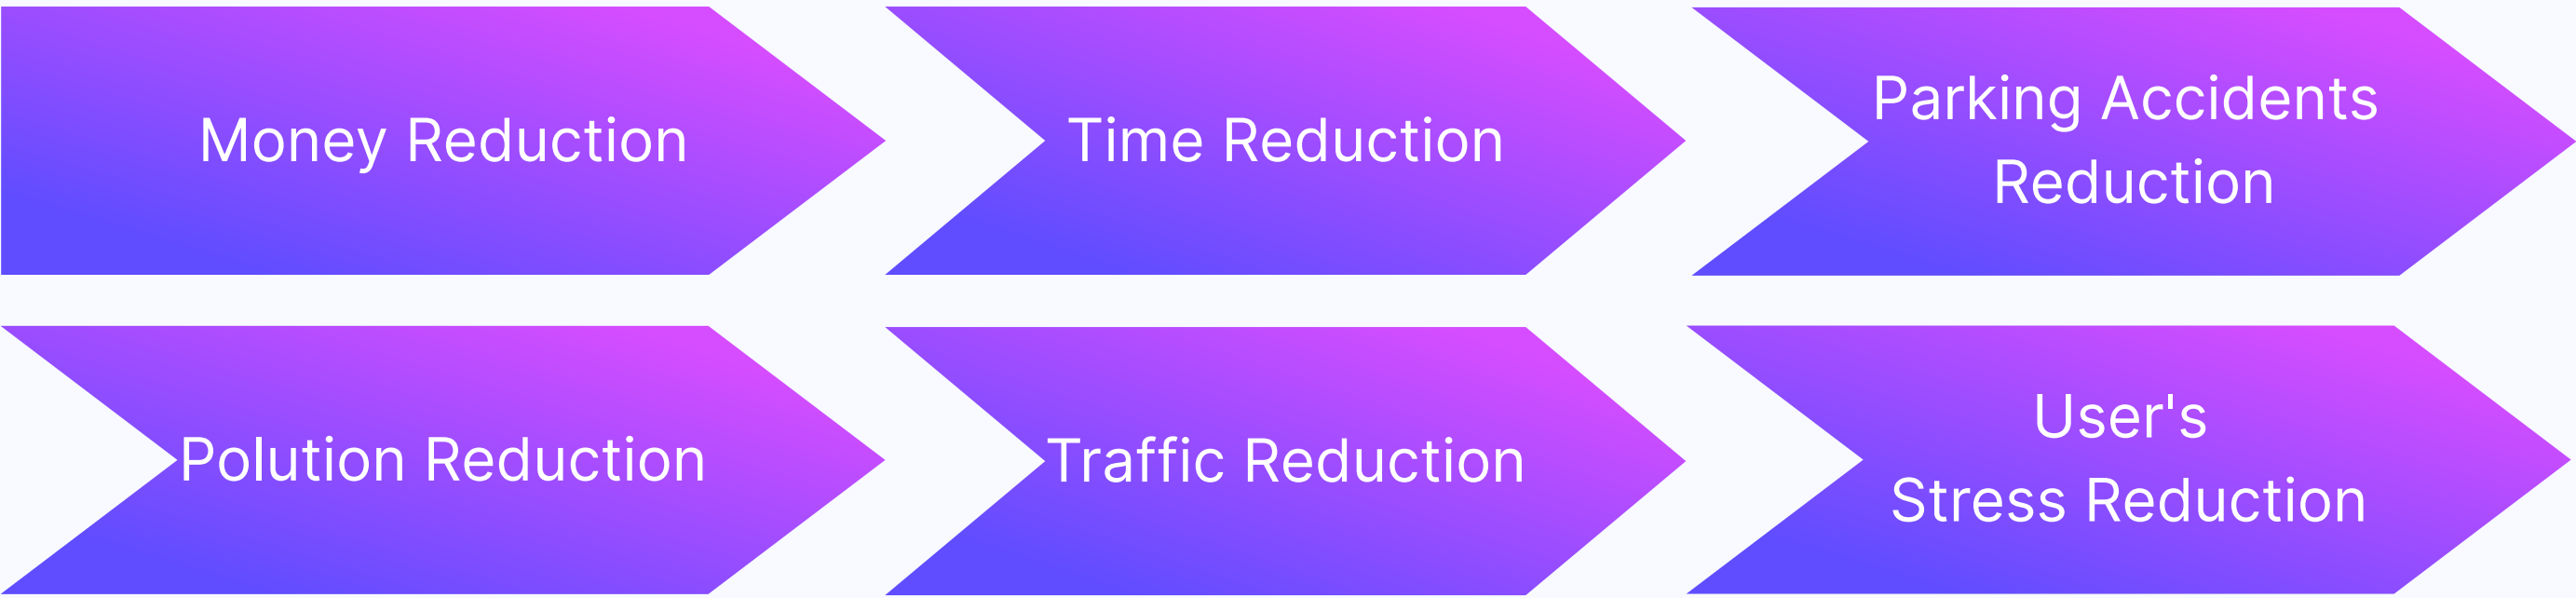 Money Reduction
Time Reduction
Parking Accidents
Reduction
Polution Reduction
Traffic Reduction
User's
Stress Reduction